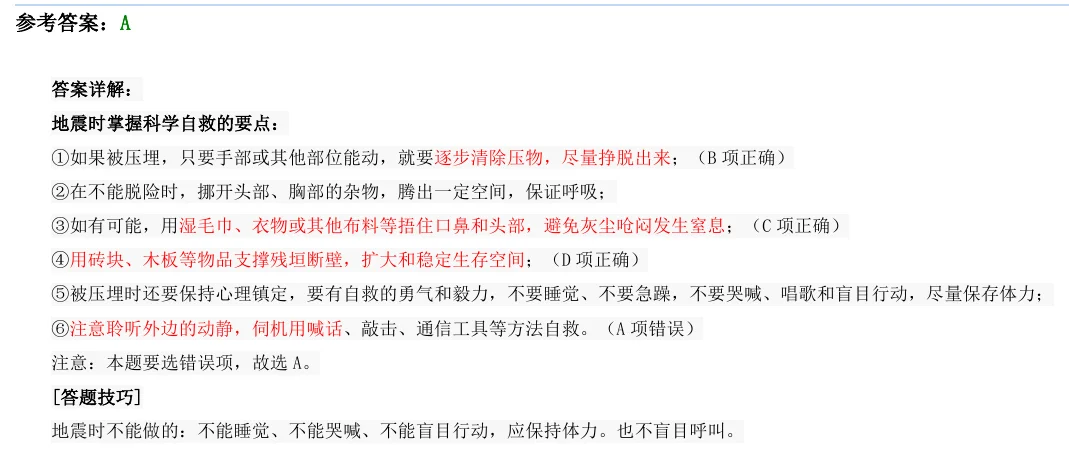 参考答案：A
答案详解：
地震时掌握科学自救的要点：
①如果被压埋，只要手部或其他部位能动，就要逐步清除压物，尽量挣脱出来；（B 项正确）
②在不能脱险时，挪开头部、胸部的杂物，腾出一定空间，保证呼吸；
③如有可能，用湿毛巾、衣物或其他布料等捂住口鼻和头部，避免灰尘呛闷发生窒息；（C 项正确）
④用砖块、木板等物品支撑残垣断壁，扩大和稳定生存空间；（D 项正确）
⑤被压埋时还要保持心理镇定，要有自救的勇气和毅力，不要睡觉、不要急躁，不要哭喊、唱歌和盲目行动，尽量保存体力；
⑥注意聆听外边的动静，伺机用喊话、敲击、通信工具等方法自救。（A 项错误）
注意：本题要选错误项，故选 A。
[答题技巧]
地震时不能做的：不能睡觉、不能哭喊、不能盲目行动，应保持体力。也不盲目呼叫。